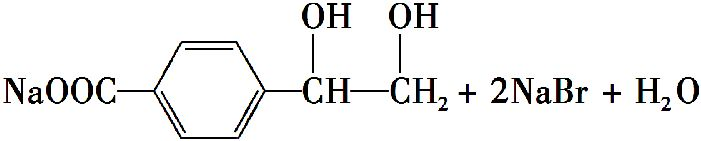 OH OH
NaOOC CH CH₂ + 2NaBr + H₂O